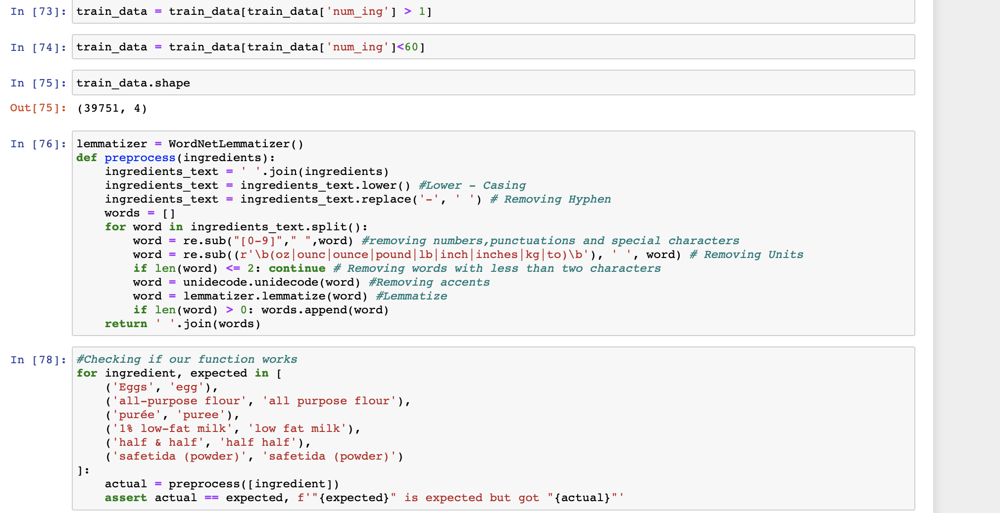 In [73]: train_data = train_data[train_data['num_ing'] > 1]
In [74]: train_data = train_data[train_data['num_ing']<60]
In [75]: train_data.shape
Out[75]: (39751, 4)
In [76]: lemmatizer = WordNetLemmatizer()
def preprocess(ingredients):
    ingredients_text = ' '.join(ingredients)
    ingredients_text = ingredients_text.lower() #Lower - Casing
    ingredients_text = ingredients_text.replace('-', ' ') # Removing Hyphen
    words = []
    for word in ingredients_text.split():
        word = re.sub("[0-9]"," ",word) #removing numbers,punctuations and special characters
        word = re.sub((r'\b(oz|ounc|ounce|pound|lb|inch|inches|kg|to)\b'), ' ', word) # Removing Units
        if len(word) <= 2: continue # Removing words with less than two characters
        word = unidecode.unidecode(word) #Removing accents
        word = lemmatizer.lemmatize(word) #Lemmatize
        if len(word) > 0: words.append(word)
    return ' '.join(words)
In [78]: #Checking if our function works
for ingredient, expected in [
    ('Eggs', 'egg'),
    ('all-purpose flour', 'all purpose flour'),
    ('purée', 'puree'),
    ('1% low-fat milk', 'low fat milk'),
    ('half & half', 'half half'),
    ('safetida (powder)', 'safetida (powder)')
]:
    actual = preprocess([ingredient])
    assert actual == expected, f'"{expected}" is expected but got "{actual}"'